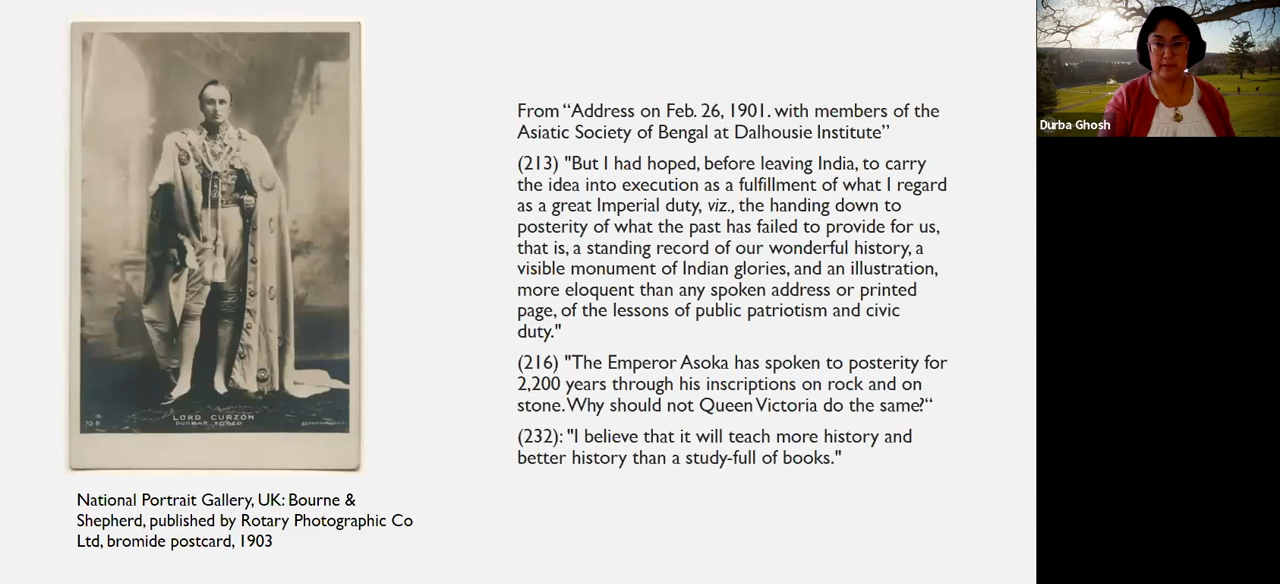 From “Address on Feb. 26, 1901. with members of the
Asiatic Society of Bengal at Dalhousie Institute”
(213) "But I had hoped, before leaving India, to carry
the idea into execution as a fulfillment of what I regard
as a great Imperial duty, viz., the handing down to
posterity of what the past has failed to provide for us,
that is, a standing record of our wonderful history, a
visible monument of Indian glories, and an illustration,
more eloquent than any spoken address or printed
page, of the lessons of public patriotism and civic
duty."
(216) "The Emperor Asoka has spoken to posterity for
2,200 years through his inscriptions on rock and on
stone. Why should not Queen Victoria do the same?“
(232): "I believe that it will teach more history and
better history than a study-full of books."
LORD CURZON
National Portrait Gallery, UK: Bourne &
Shepherd, published by Rotary Photographic Co
Ltd, bromide postcard, 1903
Durba Ghosh